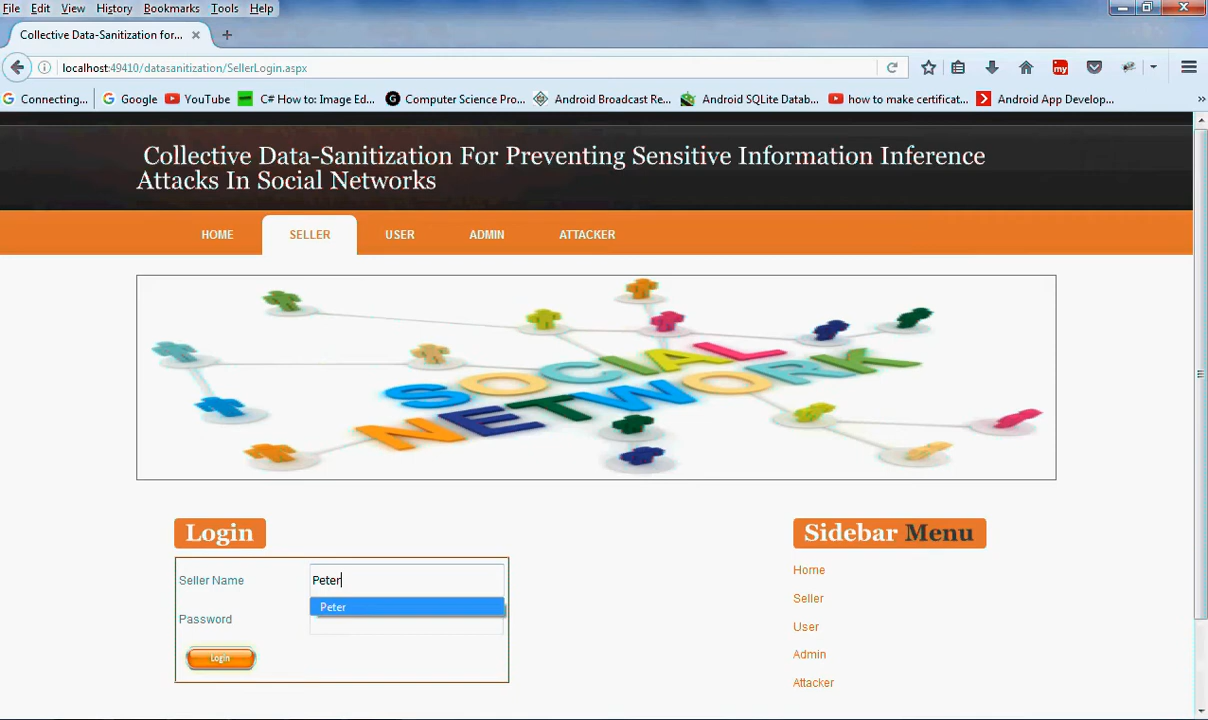 File Edit View History Bookmarks Tools Help
Collective Data-Sanitization for...
localhost:49410/datasanitization/SellerLogin.aspx
Connecting... Google YouTube C# How to: Image Ed... Computer Science Pro... Android Broadcast Re... Android SQLite Datab... how to make certificat... Android App Develop...
Collective Data-Sanitization For Preventing Sensitive Information Inference
Attacks In Social Networks
HOME SELLER USER ADMIN ATTACKER
SOCIAL
NETWORK
Login
Seller Name Peter
Peter
Password
Login
Sidebar Menu
Home
Seller
User
Admin
Attacker